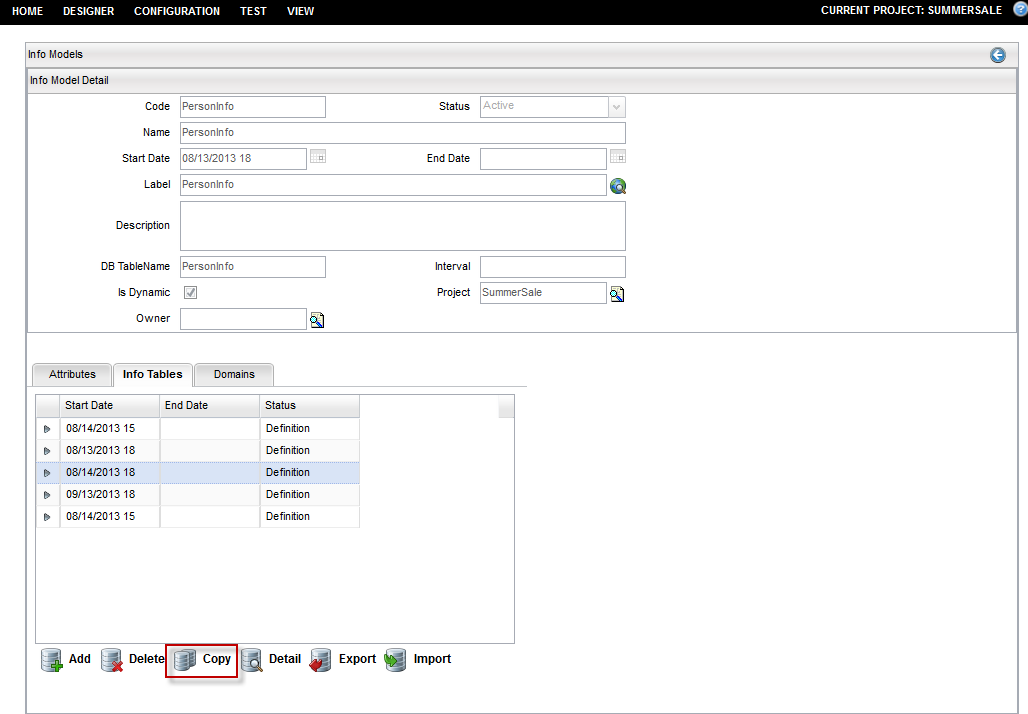 HOME DESIGNER CONFIGURATION TEST VIEW CURRENT PROJECT: SUMMERSALE ?
Info Models
Info Model Detail
Code PersonInfo Status Active
Name PersonInfo
Start Date 08/13/2013 18 End Date
Label PersonInfo
Description
DB TableName PersonInfo Interval
Is Dynamic Project SummerSale
Owner
Attributes Info Tables Domains
Start Date End Date Status
08/14/2013 15 Definition
08/13/2013 18 Definition
08/14/2013 18 Definition
09/13/2013 18 Definition
08/14/2013 15 Definition
Add Delete Copy Detail Export Import